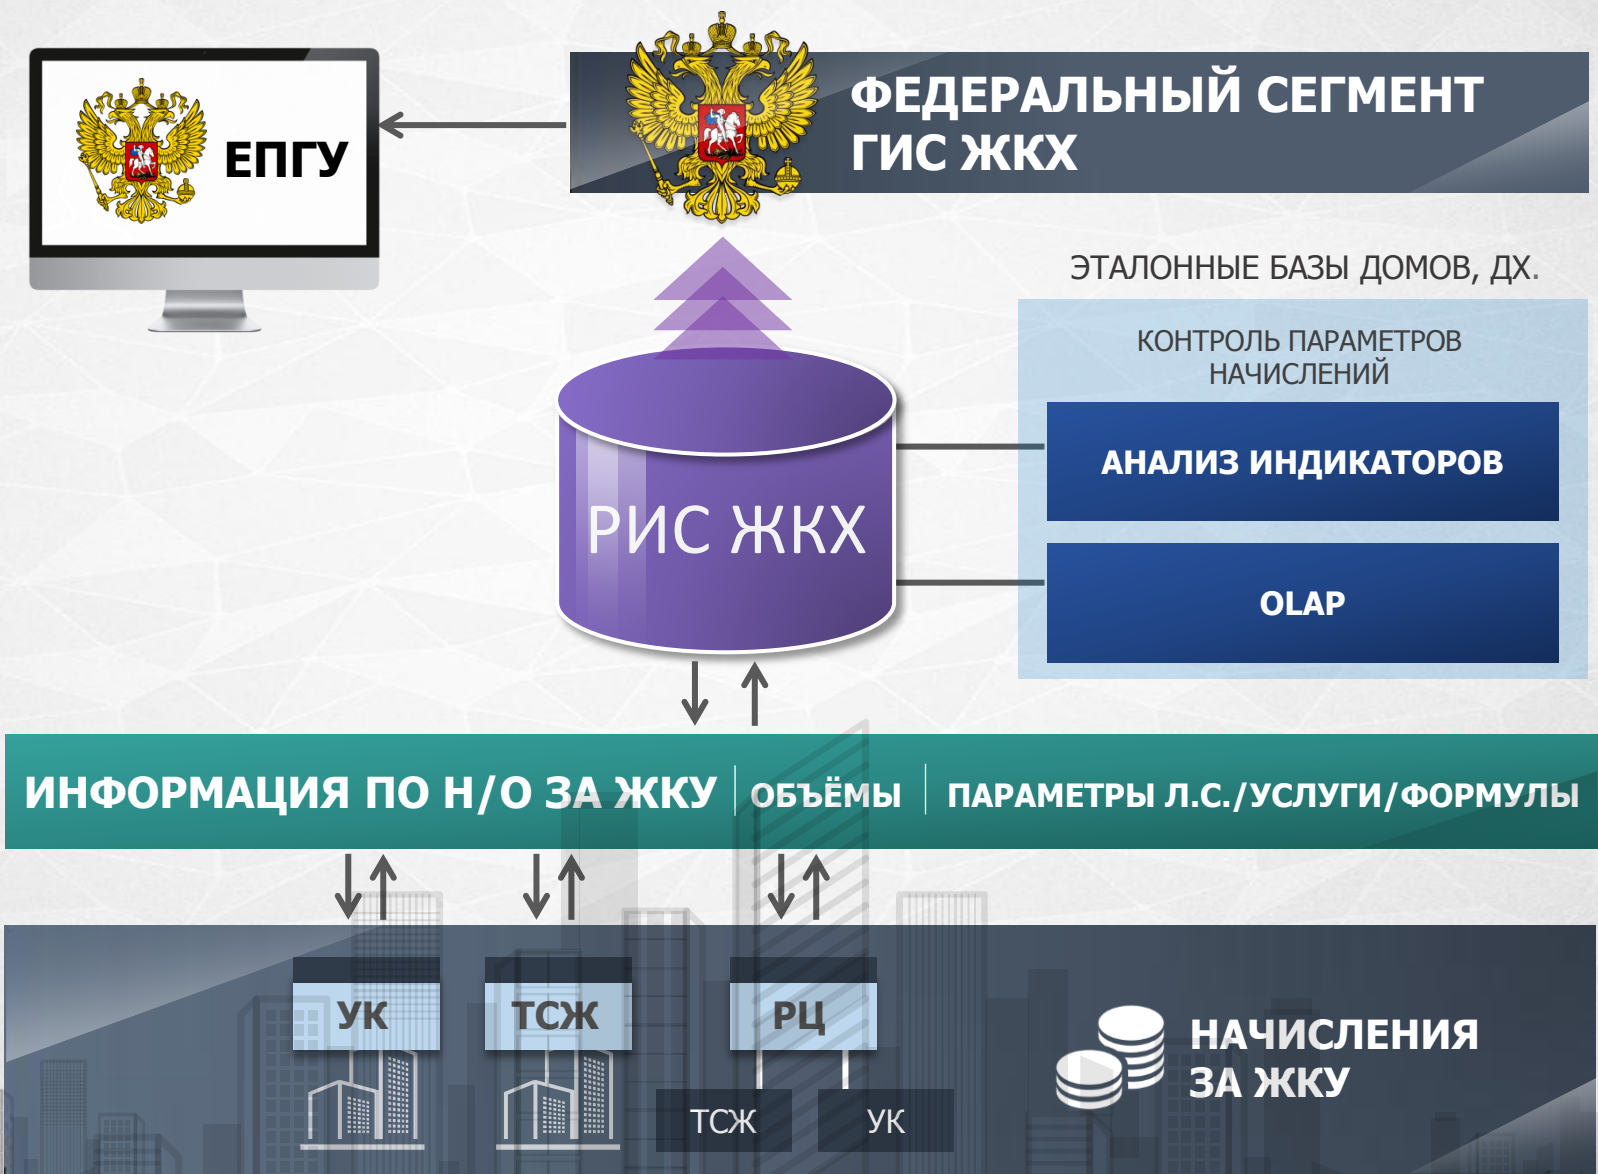 ЕПГУ
ФЕДЕРАЛЬНЫЙ СЕГМЕНТ
ГИС ЖКХ
ЭТАЛОННЫЕ БАЗЫ ДОМОВ, ДХ.
КОНТРОЛЬ ПАРАМЕТРОВ
НАЧИСЛЕНИЙ
АНАЛИЗ ИНДИКАТОРОВ
OLAP
РИС ЖКХ
ИНФОРМАЦИЯ ПО Н/О ЗА ЖКУ | ОБЪЁМЫ | ПАРАМЕТРЫ Л.С./УСЛУГИ/ФОРМУЛЫ
УК
ТСЖ
РЦ
ТСЖ
УК
НАЧИСЛЕНИЯ
ЗА ЖКУ